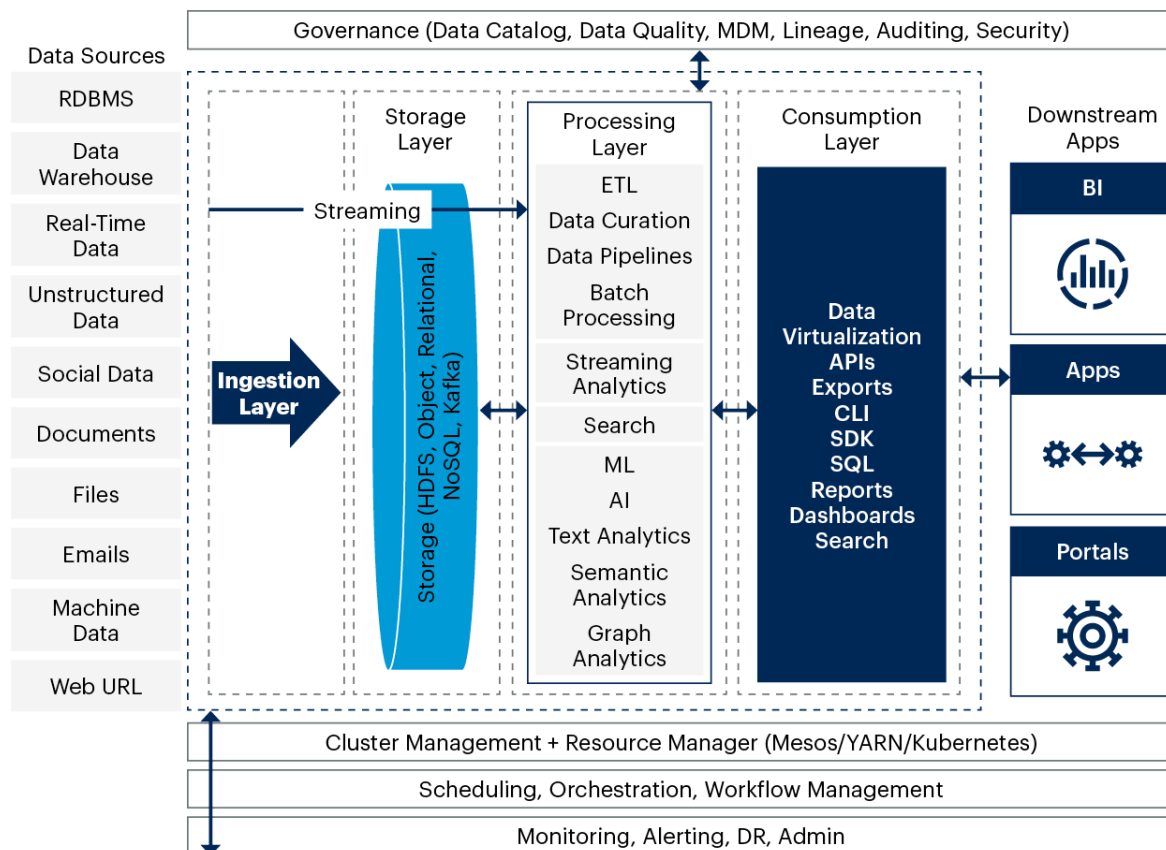 Governance (Data Catalog, Data Quality, MDM, Lineage, Auditing, Security)
Data Sources
RDBMS
Data
Warehouse
Real-Time
Data
Unstructured
Data
Social Data
Documents
Files
Emails
Machine
Data
Web URL
Ingestion
Layer
Streaming
Storage
Layer
Storage (HDFS, Object, Relational,
NoSQL, Kafka)
Processing
Layer
ETL
Data Curation
Data Pipelines
Batch
Processing
Streaming
Analytics
Search
ML
AI
Text Analytics
Semantic
Analytics
Graph
Analytics
Consumption
Layer
Data
Virtualization
APIs
Exports
CLI
SDK
SQL
Reports
Dashboards
Search
Downstream
Apps
BI
Apps
Portals
Cluster Management + Resource Manager (Mesos/YARN/Kubernetes)
Scheduling, Orchestration, Workflow Management
Monitoring, Alerting, DR, Admin